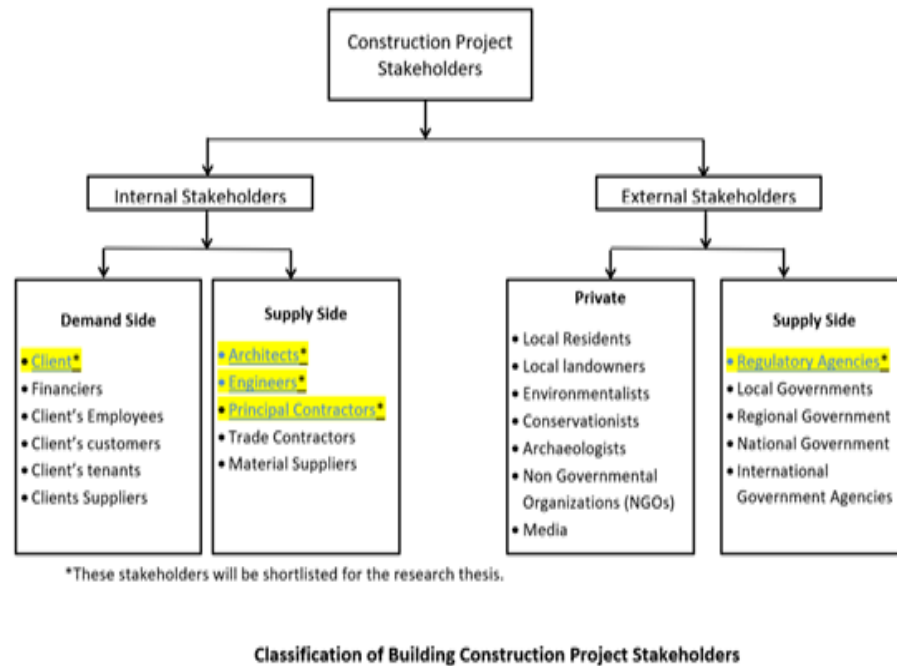 Construction Project
Stakeholders
Internal Stakeholders
External Stakeholders
Demand Side
• Client*
• Financiers
• Client's Employees
• Client's customers
• Client's tenants
• Clients Suppliers
Supply Side
• Architects*
• Engineers*
• Principal Contractors*
• Trade Contractors
• Material Suppliers
Private
• Local Residents
• Local landowners
• Environmentalists
• Conservationists
• Archaeologists
• Non Governmental
Organizations (NGOs)
• Media
Supply Side
• Regulatory Agencies*
• Local Governments
• Regional Government
• National Government
• International
Government Agencies
*These stakeholders will be shortlisted for the research thesis.
Classification of Building Construction Project Stakeholders